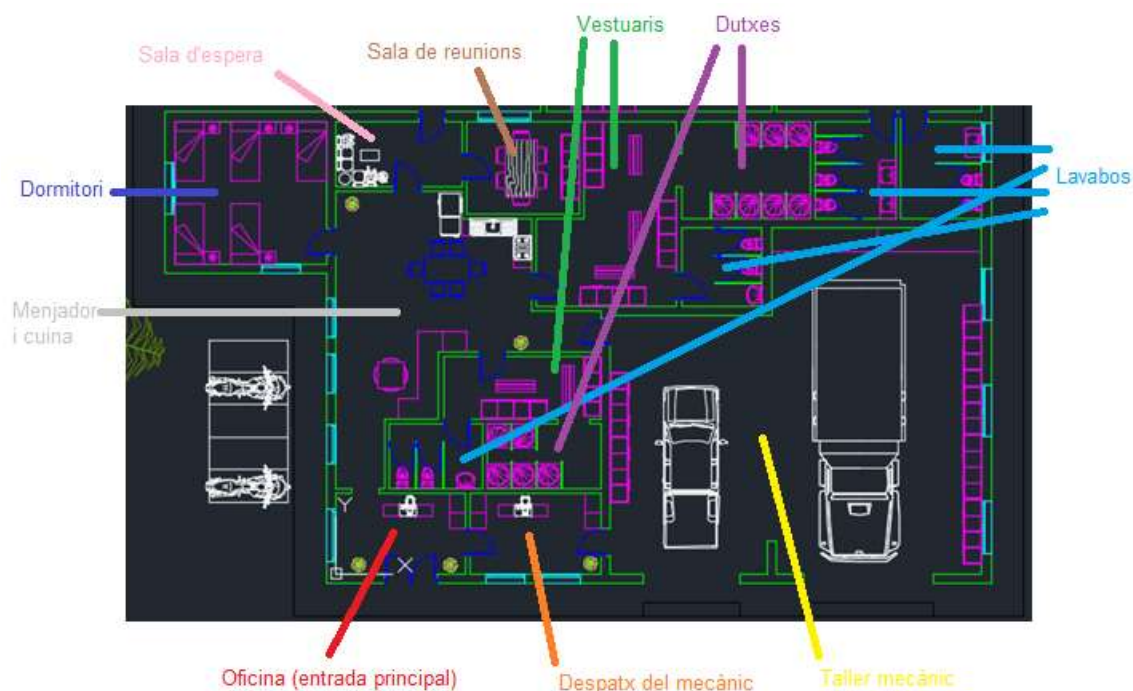 Vestuaris
Dutxes
Sala d'espera
Sala de reunions
Dormitori
Lavabos
Menjador
i cuina
Y
X
Oficina (entrada principal)
Despatx del mecànic
Taller mecànic